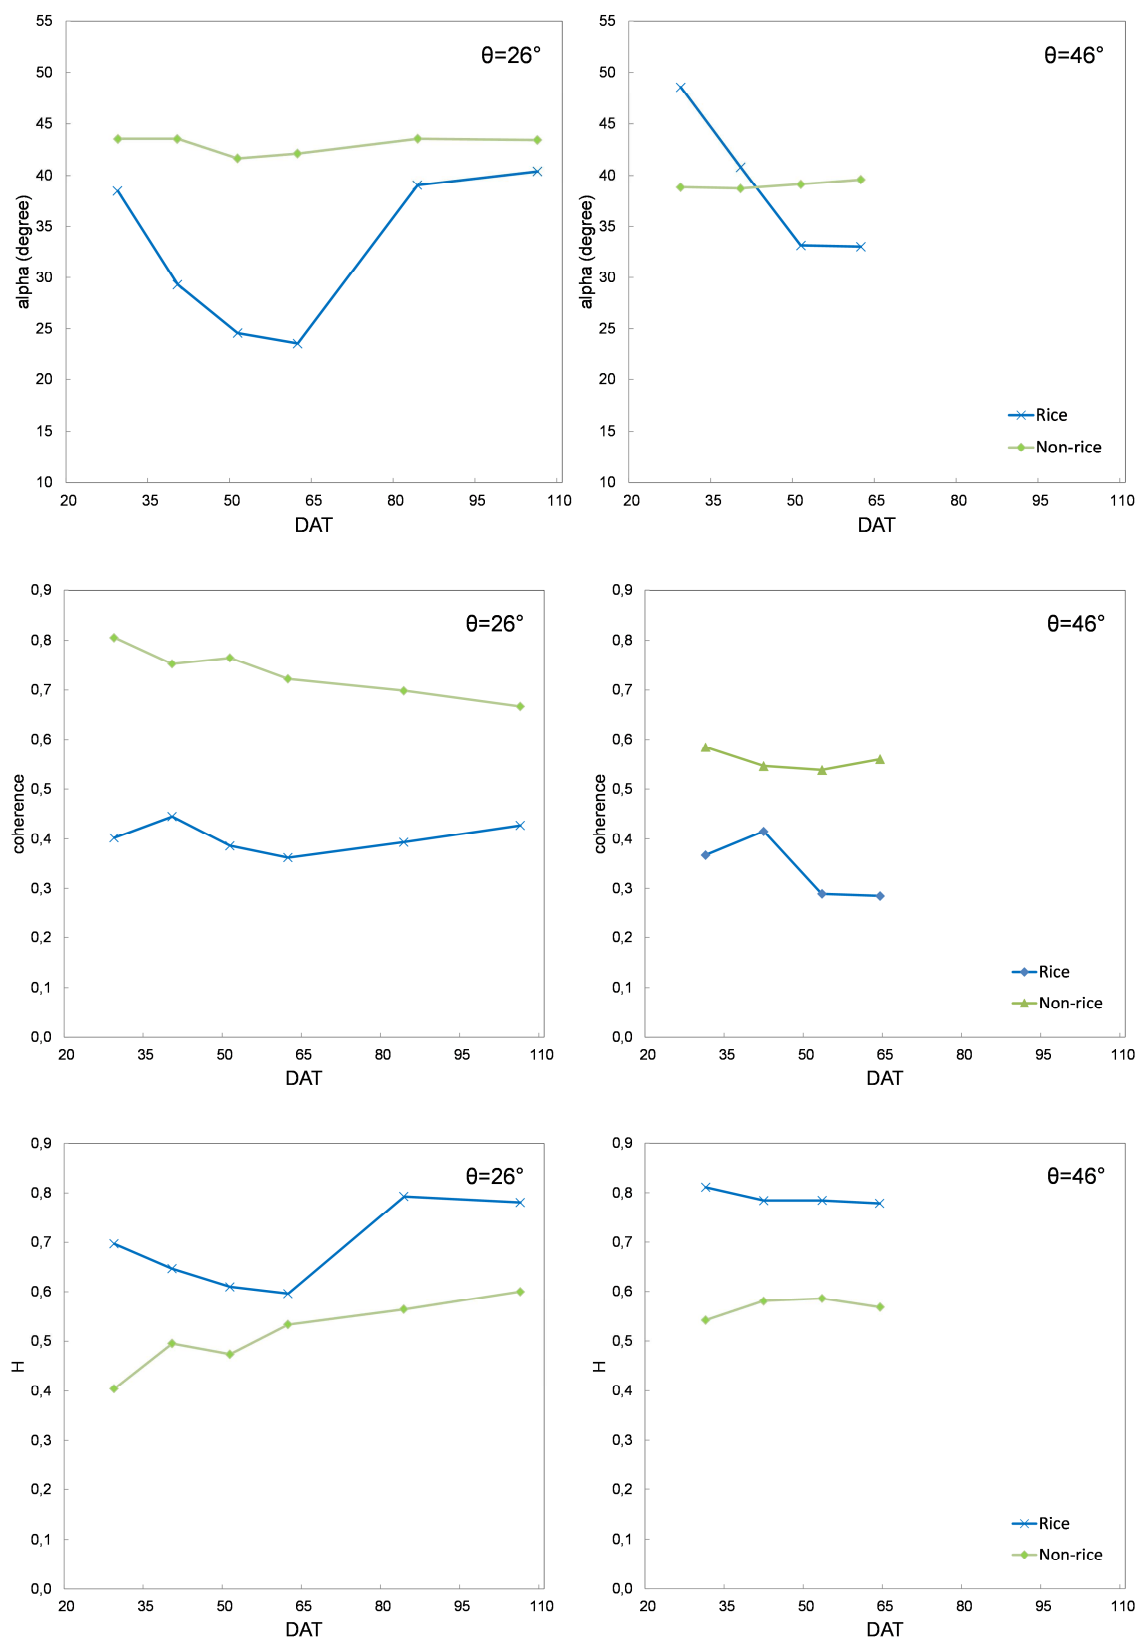 θ=26°
55
50
45
40
35
30
25
20
15
10
alpha (degree)
20 35 50 65 80 95 110
DAT
θ=46°
55
50
45
40
35
30
25
20
15
10
alpha (degree)
Rice
Non-rice
20 35 50 65 80 95 110
DAT
θ=26°
0,9
0,8
0,7
0,6
0,5
0,4
0,3
0,2
0,1
0,0
coherence
20 35 50 65 80 95 110
DAT
θ=46°
0,9
0,8
0,7
0,6
0,5
0,4
0,3
0,2
0,1
0,0
coherence
Rice
Non-rice
20 35 50 65 80 95 110
DAT
θ=26°
0,9
0,8
0,7
0,6
0,5
0,4
0,3
0,2
0,1
0,0
H
20 35 50 65 80 95 110
DAT
θ=46°
0,9
0,8
0,7
0,6
0,5
0,4
0,3
0,2
0,1
0,0
H
Rice
Non-rice
20 35 50 65 80 95 110
DAT